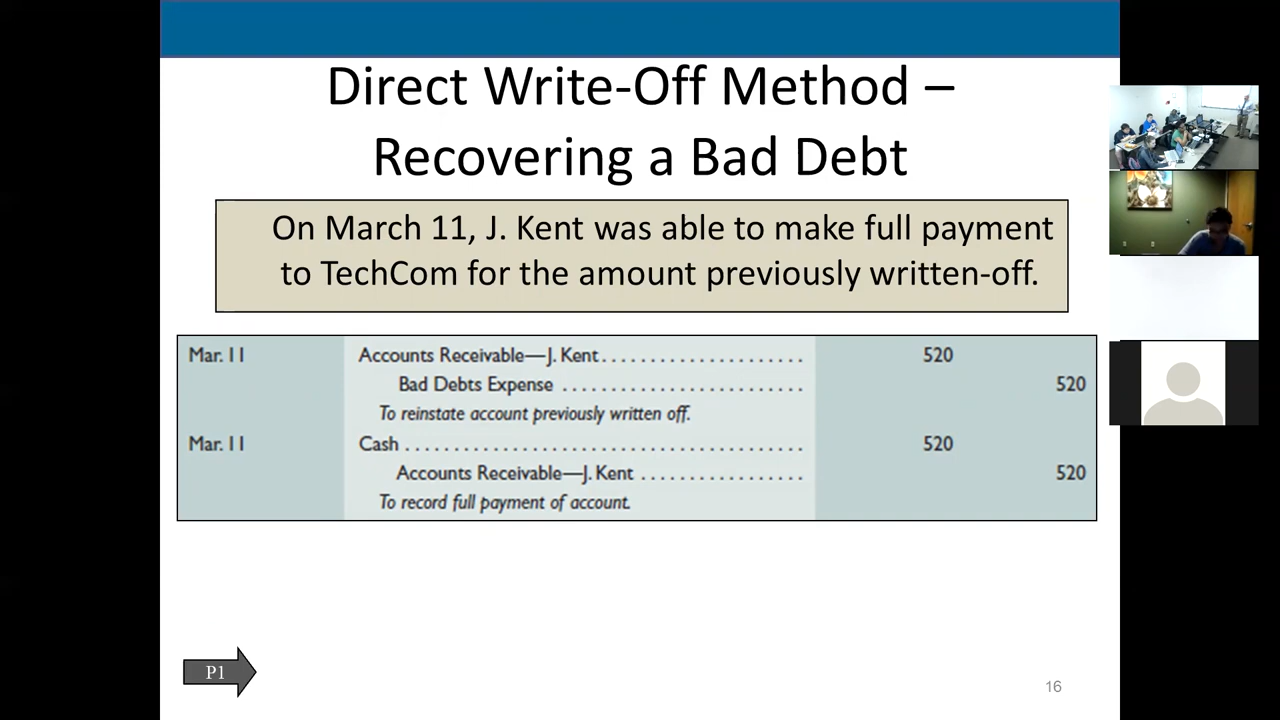 Direct Write-Off Method –
Recovering a Bad Debt
On March 11, J. Kent was able to make full payment
to TechCom for the amount previously written-off.
Mar. 11 Accounts Receivable—J. Kent ..................... 520
Bad Debts Expense ......................... 520
To reinstate account previously written off.
Mar. 11 Cash ......................................... 520
Accounts Receivable—J. Kent ................. 520
To record full payment of account.
P1
16